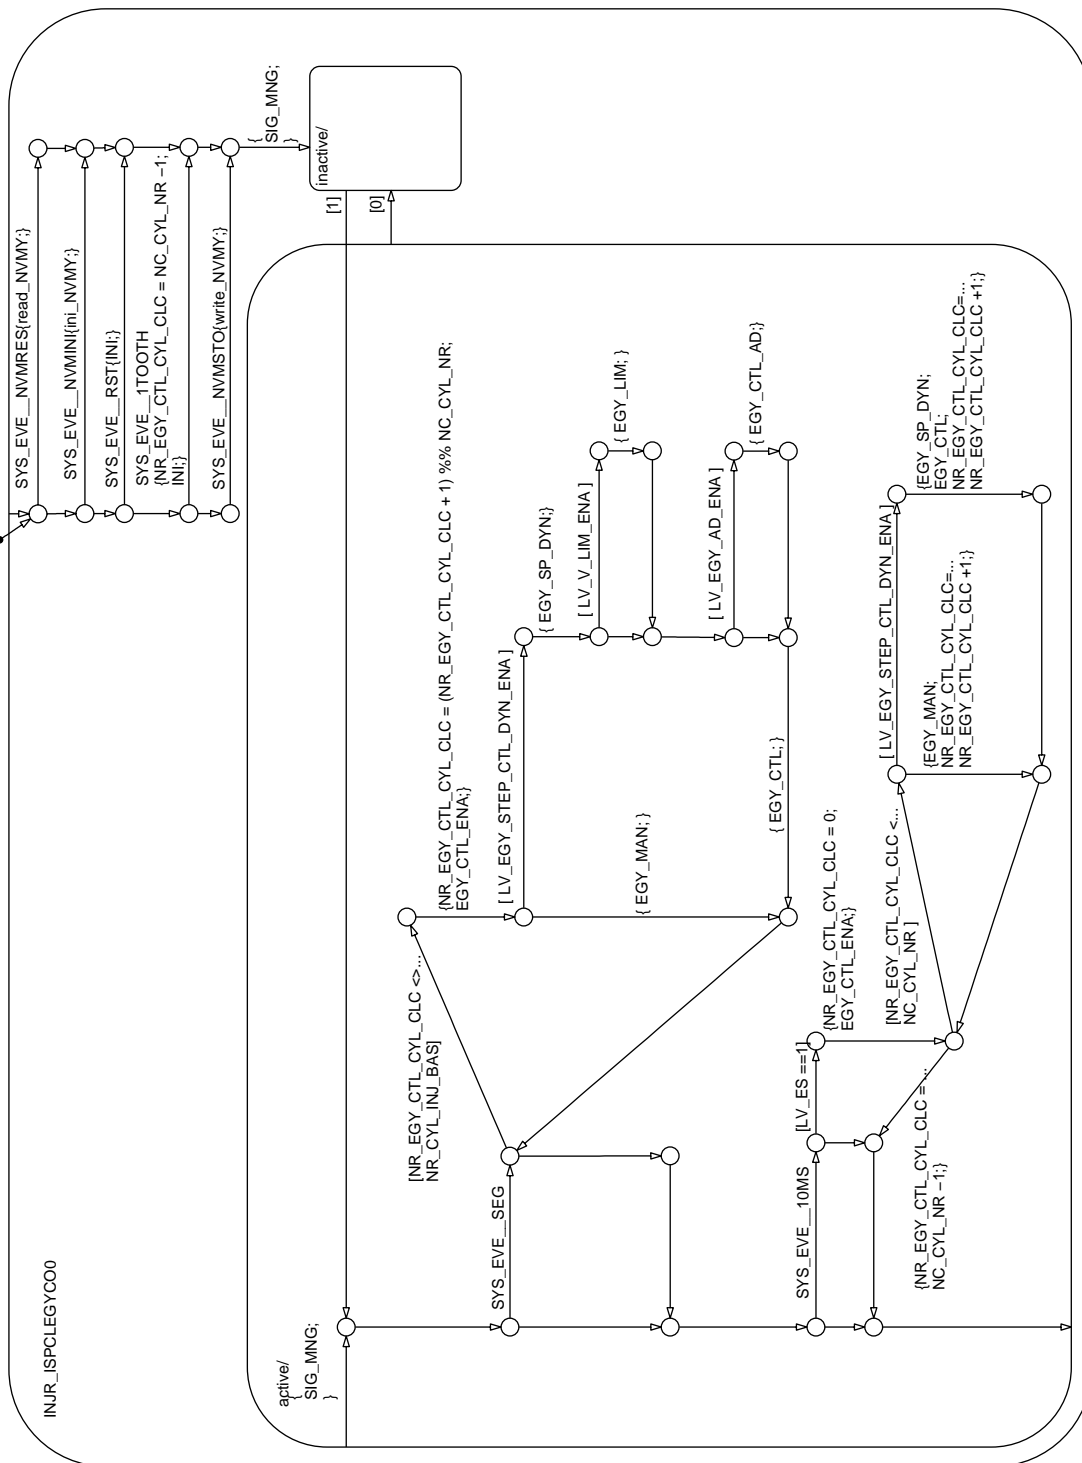 INJR_ISPCLEGYCO0
SYS_EVE__NVMRES{read_NVMY;}
SYS_EVE__NVMINI{ini_NVMY;}
SYS_EVE__RST{INI;}
SYS_EVE__1TOOTH
{NR_EGY_CTL_CYL_CLC = NC_CYL_NR −1;
INI;}
SYS_EVE__NVMSTO{write_NVMY;}
{
SIG_MNG;
}
inactive/
[1]
[0]
active/
{
SIG_MNG;
}
SYS_EVE__SEG
[NR_EGY_CTL_CYL_CLC <>...
NR_CYL_INJ_BAS]
{NR_EGY_CTL_CYL_CLC = (NR_EGY_CTL_CYL_CLC + 1) %% NC_CYL_NR;
EGY_CTL_ENA;}
[ LV_EGY_STEP_CTL_DYN_ENA ]
{ EGY_SP_DYN;}
[ LV_V_LIM_ENA ]
{ EGY_LIM; }
[ LV_EGY_AD_ENA ]
{ EGY_CTL_AD;}
{ EGY_MAN; }
{ EGY_CTL; }
SYS_EVE__10MS
[LV_ES ==1]
{NR_EGY_CTL_CYL_CLC = 0;
EGY_CTL_ENA;}
{NR_EGY_CTL_CYL_CLC = ...
NC_CYL_NR −1;}
[NR_EGY_CTL_CYL_CLC <...
NC_CYL_NR ]
[ LV_EGY_STEP_CTL_DYN_ENA ]
{EGY_MAN;
NR_EGY_CTL_CYL_CLC=...
NR_EGY_CTL_CYL_CLC +1;}
{EGY_SP_DYN;
EGY_CTL;
NR_EGY_CTL_CYL_CLC=...
NR_EGY_CTL_CYL_CLC +1;}